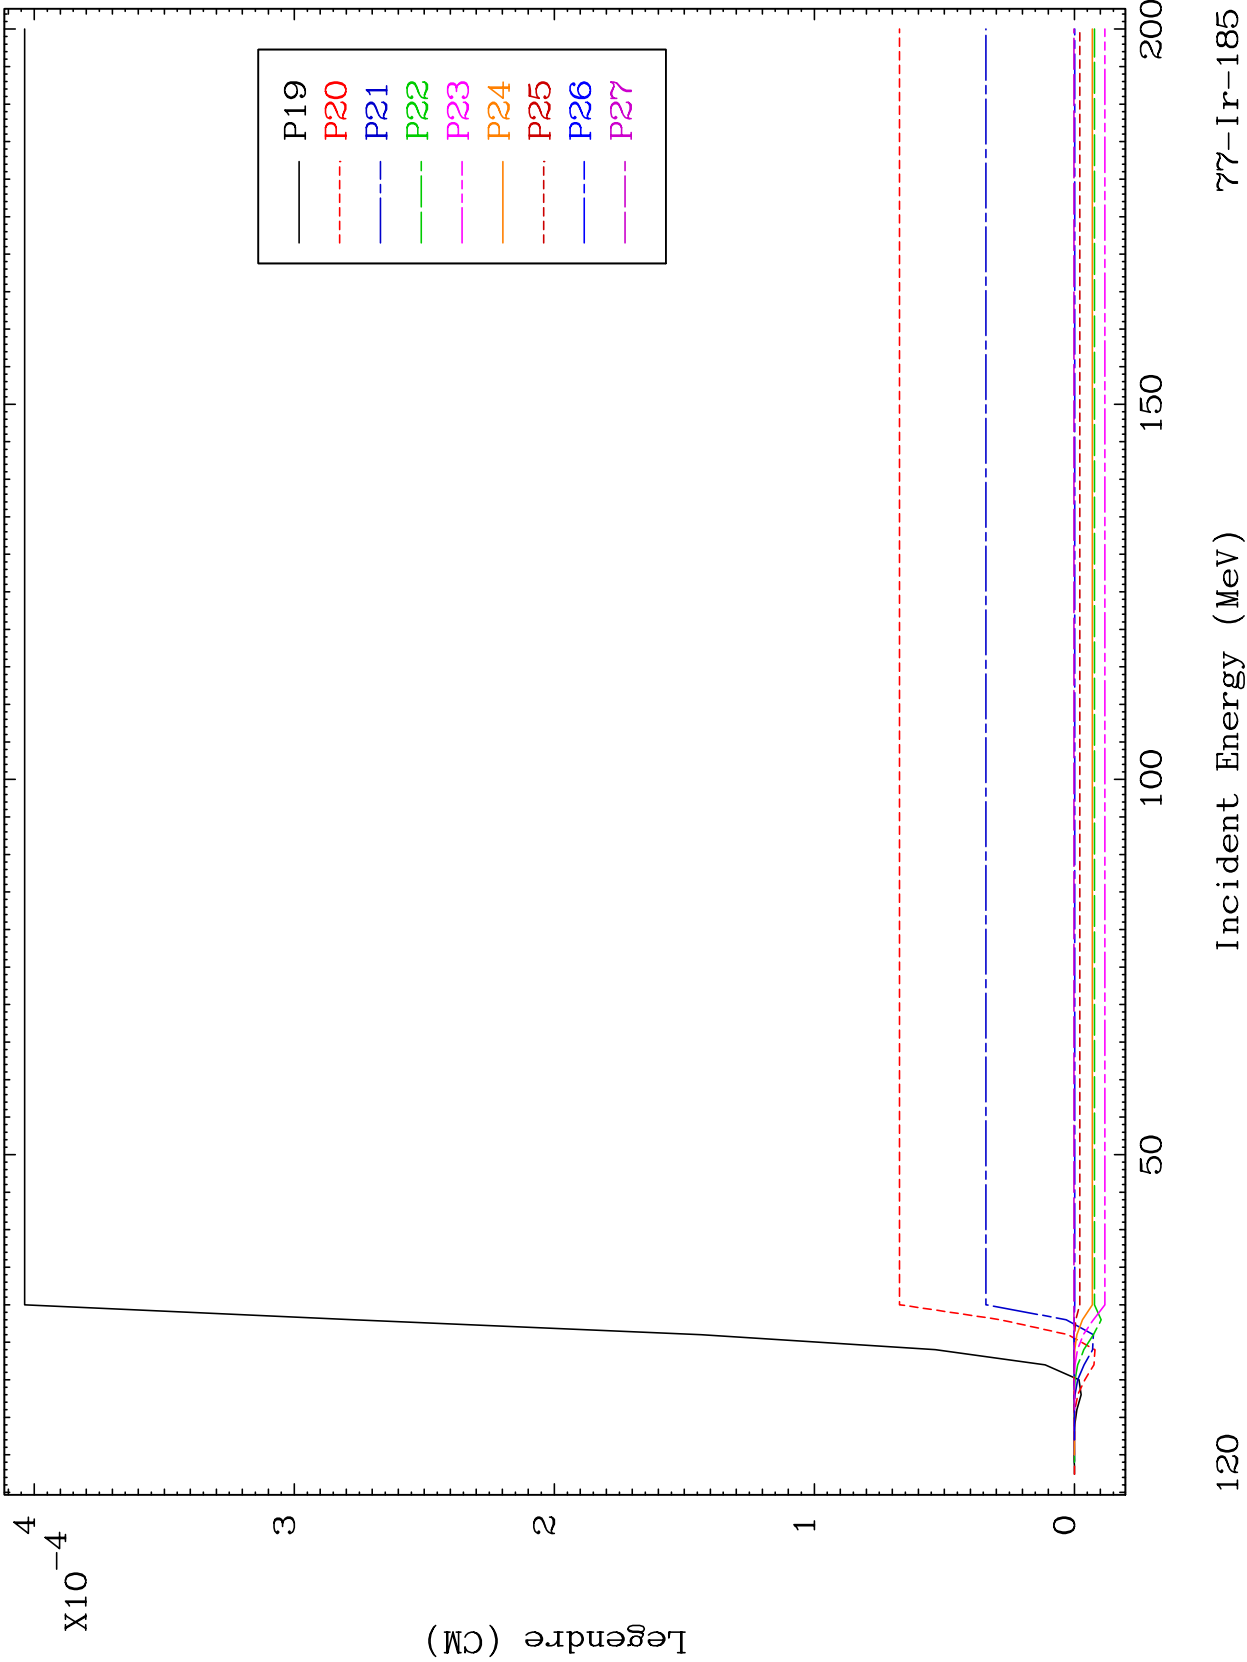 X10
-4
4
3
2
1
0
Legendre (CM)
P19
P20
P21
P22
P23
P24
P25
P26
P27
50
100
150
200
Incident Energy (MeV)
120
77-Ir-185